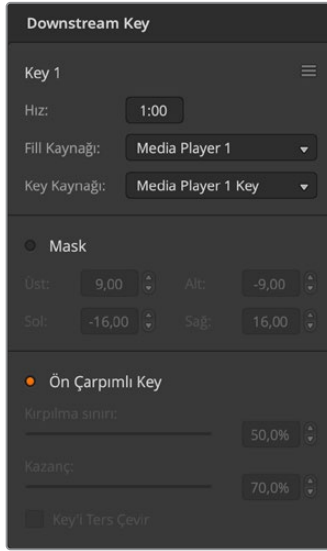 Downstream Key
Key 1
Hız: 1:00
Fill Kaynağı: Media Player 1
Key Kaynağı: Media Player 1 Key
Mask
Üst: 9,00 Alt: -9,00
Sol: -16,00 Sağ: 16,00
Ön Çarpımlı Key
Kırpılma sınırı:
50,0%
Kazanç:
70,0%
Key'i Ters Çevir